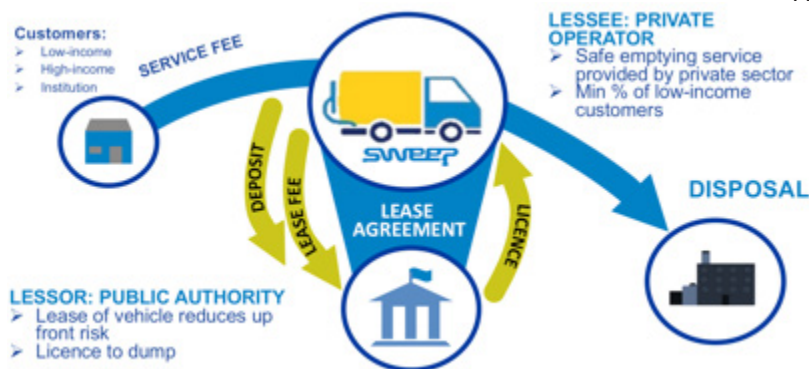 Customers:
➤ Low-income
➤ High-income
➤ Institution
SERVICE FEE
LESSEE: PRIVATE
OPERATOR
➤ Safe emptying service
provided by private sector
➤ Min % of low-income
customers
sweep
DEPOSIT
LEASE FEE
LEASE
AGREEMENT
LICENCE
DISPOSAL
LESSOR: PUBLIC AUTHORITY
➤ Lease of vehicle reduces up
front risk
➤ Licence to dump